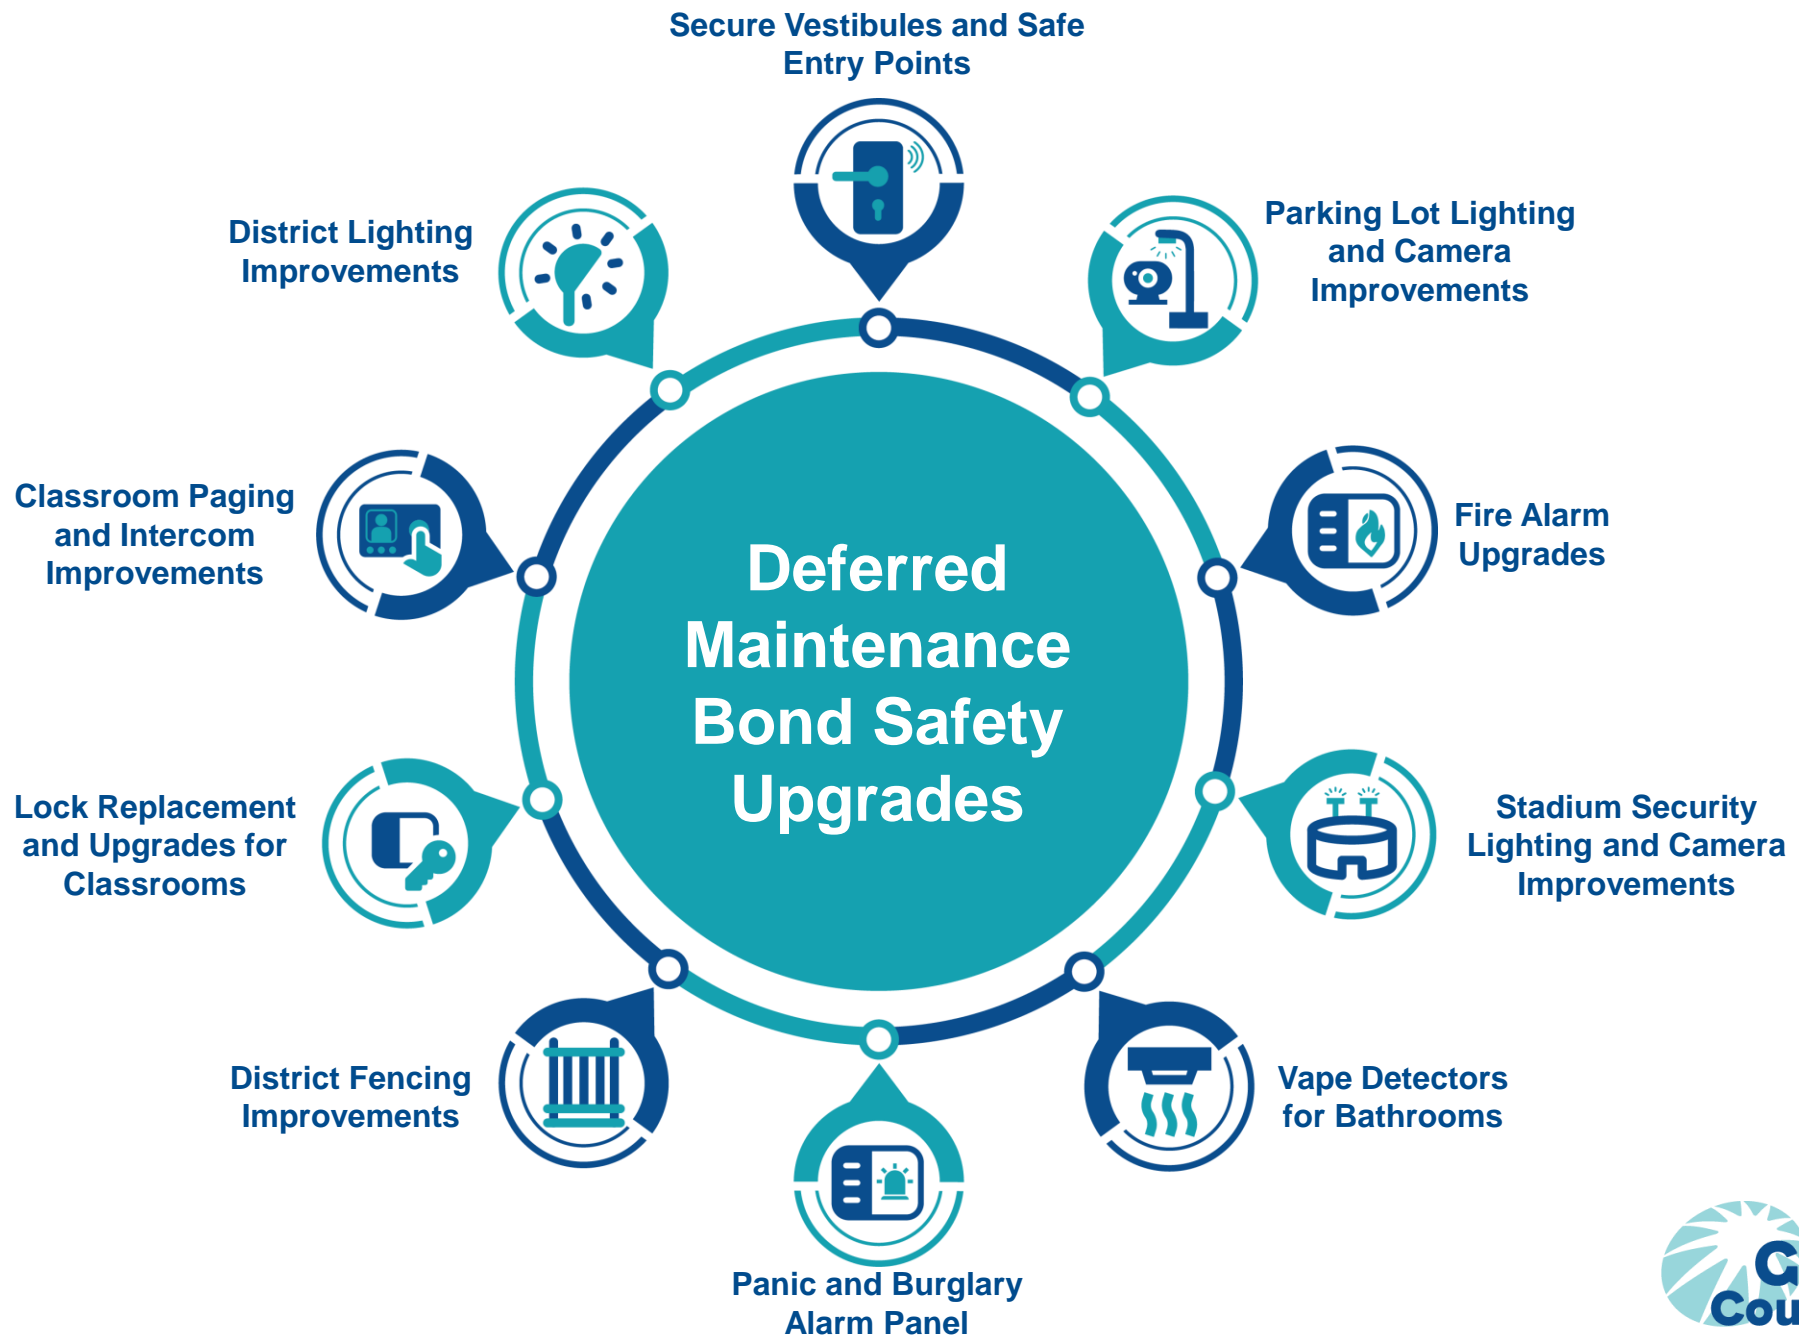 Secure Vestibules and Safe
Entry Points
Parking Lot Lighting
and Camera
Improvements
Fire Alarm
Upgrades
Stadium Security
Lighting and Camera
Improvements
Vape Detectors
for Bathrooms
Panic and Burglary
Alarm Panel
District Fencing
Improvements
Lock Replacement
and Upgrades for
Classrooms
Classroom Paging
and Intercom
Improvements
District Lighting
Improvements
Deferred
Maintenance
Bond Safety
Upgrades